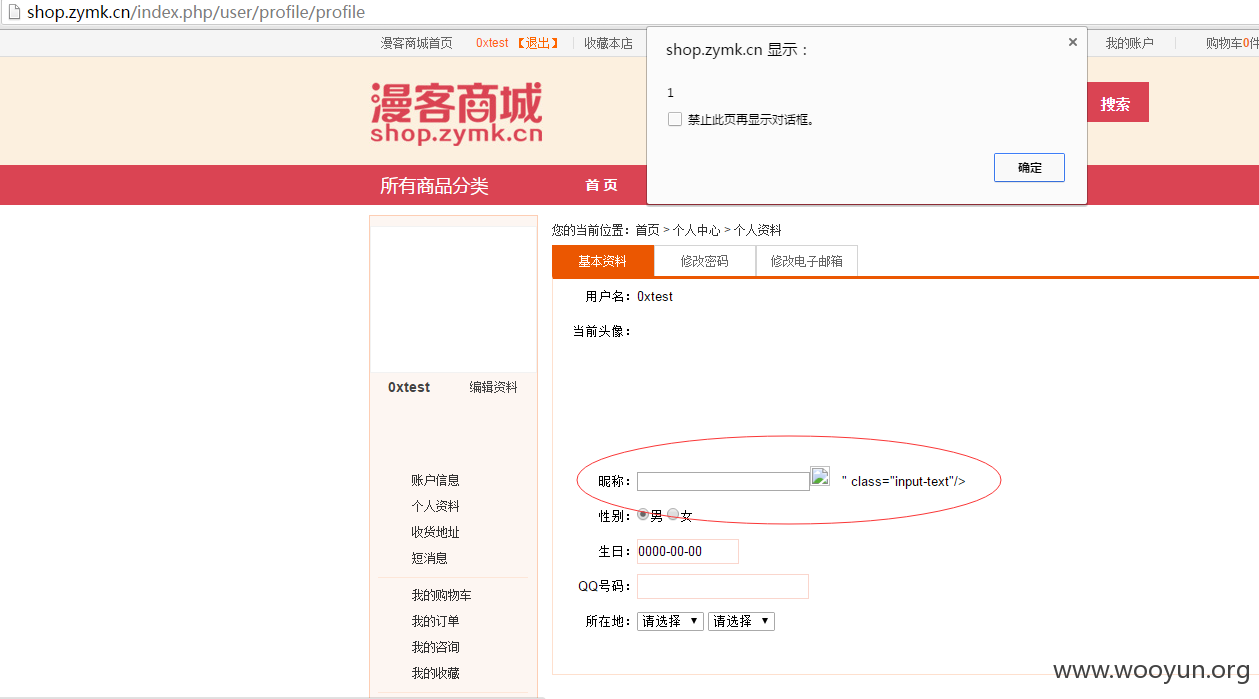 shop.zymk.cn/index.php/user/profile/profile
漫客商城首页 0xtest 【退出】 收藏本店 我的账户 购物车0件
shop.zymk.cn 显示：
1
禁止此页再显示对话框。
确定
漫客商城
shop.zymk.cn
搜索
所有商品分类 首 页
您的当前位置：首页 > 个人中心 > 个人资料
基本资料 修改密码 修改电子邮箱
用户名：0xtest
当前头像：
0xtest 编辑资料
昵称： " class="input-text"/>
性别：男 女
生日：0000-00-00
QQ号码：
所在地：请选择 请选择
账户信息
个人资料
收货地址
短消息
我的购物车
我的订单
我的咨询
我的收藏
www.wooyun.org